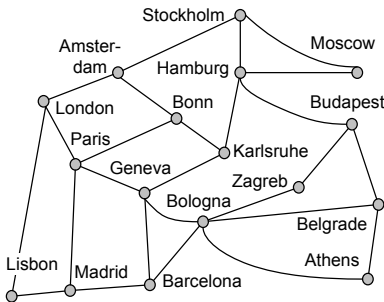 Stockholm
Amster-
dam
Moscow
Hamburg
London
Bonn
Budapest
Paris
Geneva
Karlsruhe
Zagreb
Bologna
Belgrade
Lisbon
Madrid
Barcelona
Athens